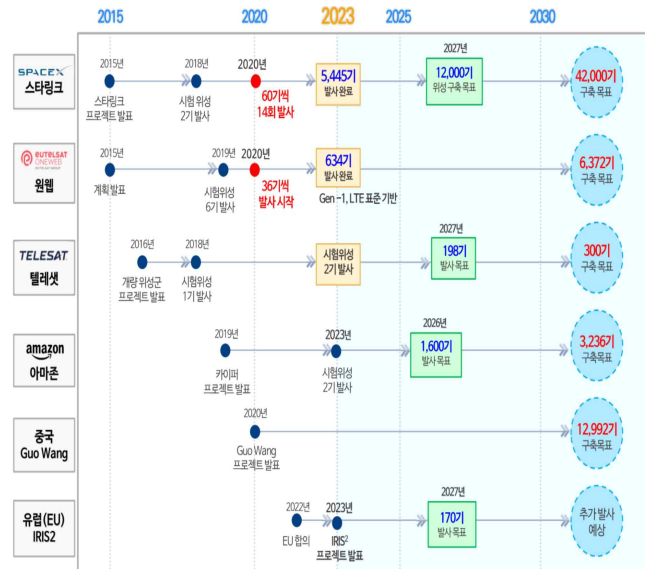 2015 2020 2023 2025 2030
SPACEX
스타링크
2015년
스타링크
프로젝트 발표
2018년
시험 위성
2기 발사
2020년
60기씩
14회 발사
5,445기
발사 완료
2027년
12,000기
위성 구축 목표
42,000기
구축 목표
eutelsat
ONEWEB
원웹
2015년
계획 발표
2019년
시험위성
6기 발사
2020년
36기씩
발사 시작
634기
발사 완료
Gen -1, LTE 표준 기반
6,3722기
구축 목표
TELESAT
텔레샛
2016년
개량 위성군
프로젝트 발표
2018년
시험위성
1기 발사
시험위성
2기 발사
2027년
198기
발사 목표
300기
구축 목표
amazon
아마존
2019년
카이퍼
프로젝트 발표
2023년
시험위성
2기 발사
2026년
1,600기
발사 목표
3,236기
구축목표
중국
Guo Wang
2020년
Guo Wang
프로젝트 발표
12,992기
구축목표
유럽(EU)
IRIS2
2022년
EU 합의
2023년
IRIS²
프로젝트 발표
2027년
170기
발사 목표
추가 발사
예상